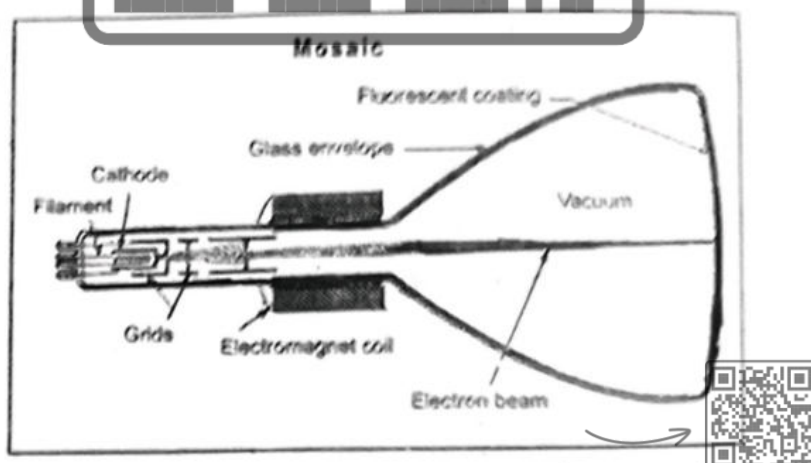 Mosaic
Fluorescent coating
Glass envelope
Cathode
Filament
Vacuum
Grids
Electromagnet coil
Electron beam